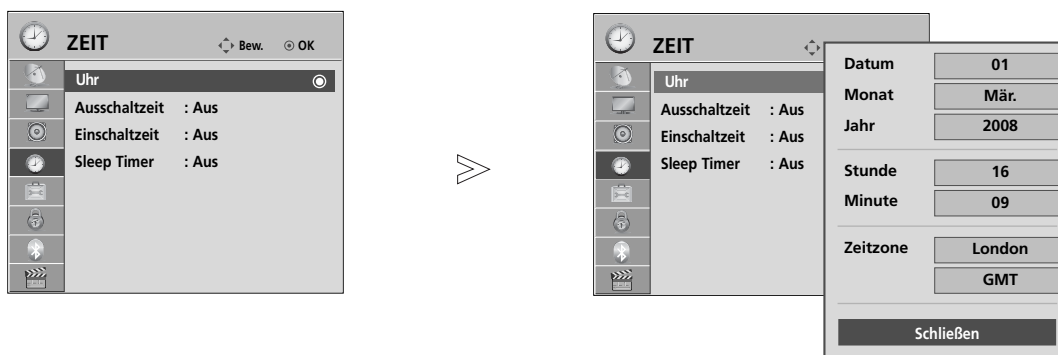 ZEIT
Bew.
OK
Uhr
Ausschaltzeit : Aus
Einschaltzeit : Aus
Sleep Timer : Aus
ZEIT
Uhr
Ausschaltzeit : Aus
Einschaltzeit : Aus
Sleep Timer : Aus
Datum 01
Monat Mär.
Jahr 2008
Stunde 16
Minute 09
Zeitzone London
GMT
Schließen